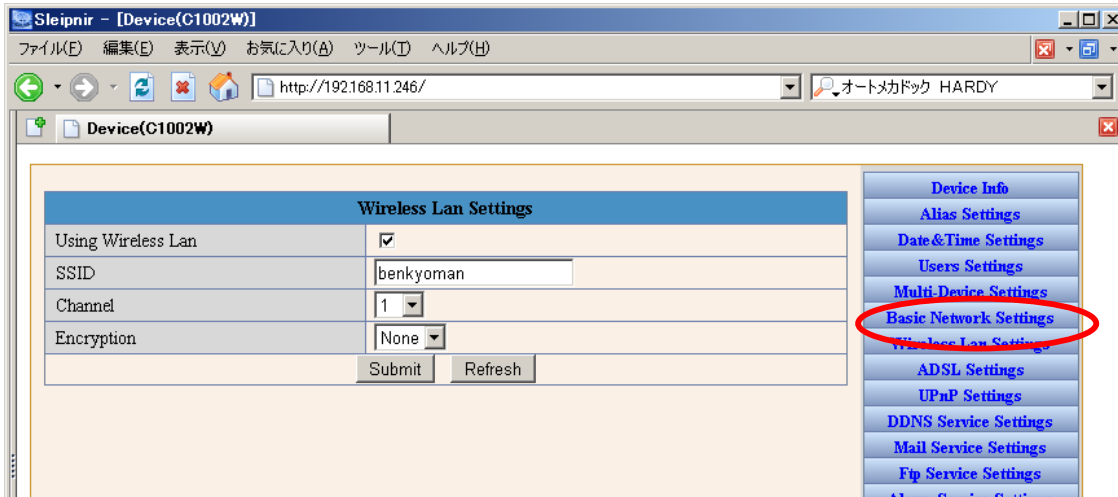 Sleipnir - [Device(C1002W)]
ファイル(F) 編集(E) 表示(V) お気に入り(A) ツール(T) ヘルプ(H)
http://192.168.11.246/
オートメカドック HARDY
Device(C1002W)
Wireless Lan Settings
Using Wireless Lan
SSID benkyoman
Channel 1
Encryption None
Submit Refresh
Device Info
Alias Settings
Date&Time Settings
Users Settings
Multi-Device Settings
Basic Network Settings
Wireless Lan Settings
ADSL Settings
UPnP Settings
DDNS Service Settings
Mail Service Settings
Ftp Service Settings